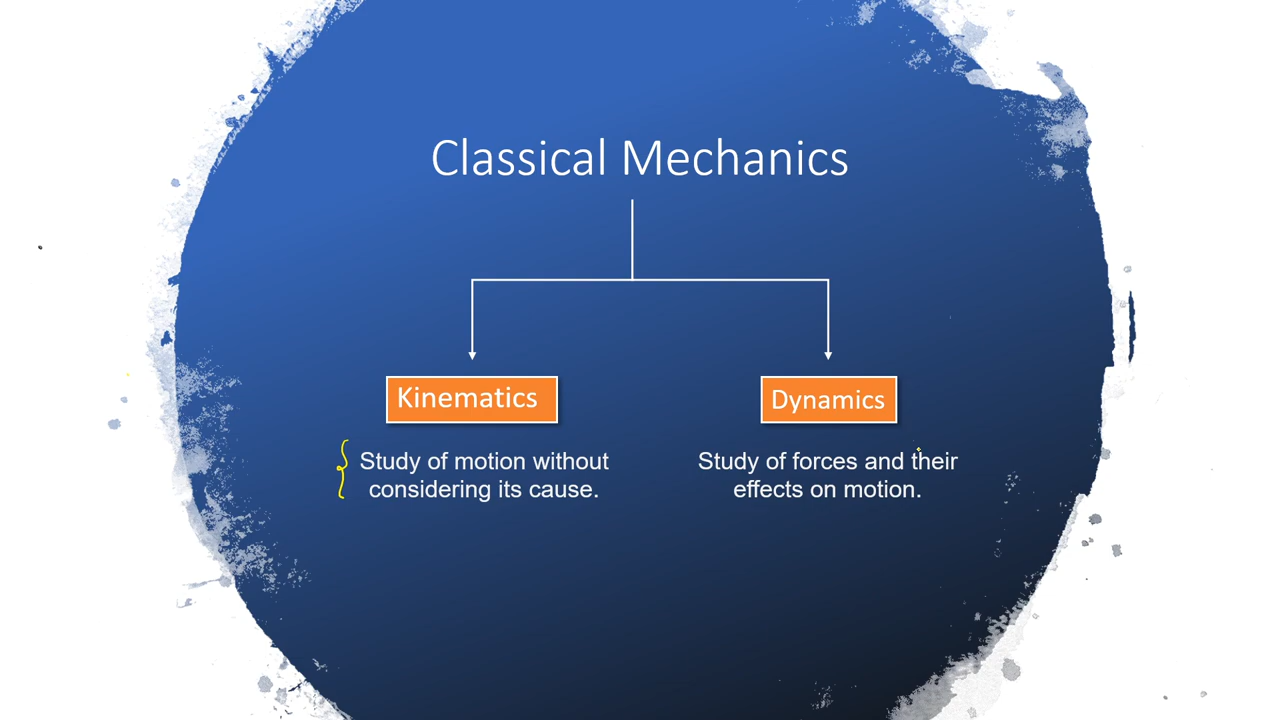 Classical Mechanics
Kinematics
Study of motion without
considering its cause.
Dynamics
Study of forces and their
effects on motion.